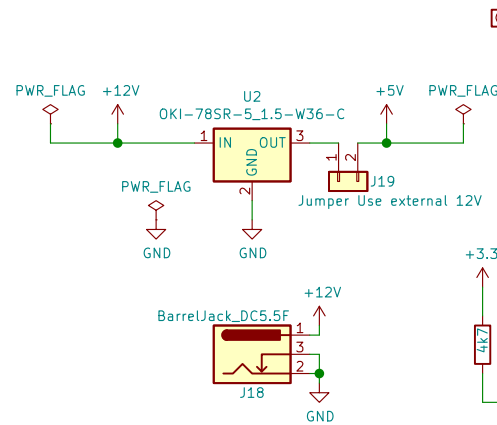 PWR_FLAG +12V
U2
OKI-78SR-5_1.5-W36-C
+5V PWR_FLAG
1 IN OUT 3
GND
2
1 2
J19
Jumper Use external 12V
PWR_FLAG
GND
GND
+12V
BarrelJack_DC5.5F
1
3
2
J18
GND
+3.3
4k7